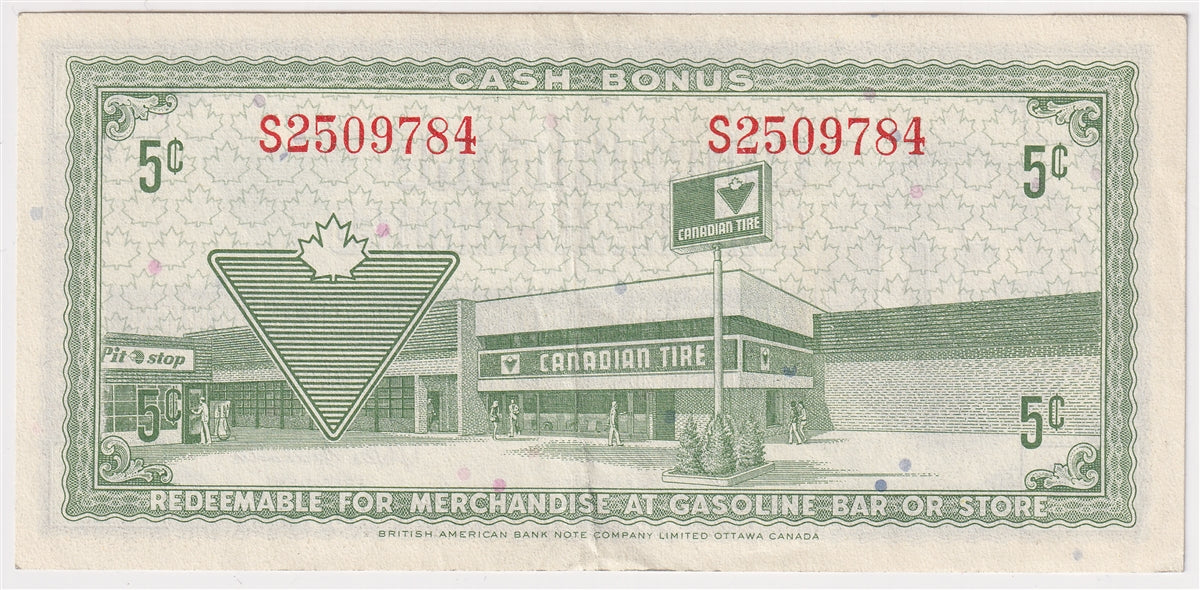 CASH BONUS
S2509784 S2509784
5¢ 5¢
CANADIAN TIRE
CANADIAN TIRE
Pit stop
5¢ 5¢
REDEEMABLE FOR MERCHANDISE AT GASOLINE BAR OR STORE
BRITISH AMERICAN BANK NOTE COMPANY LIMITED OTTAWA CANADA